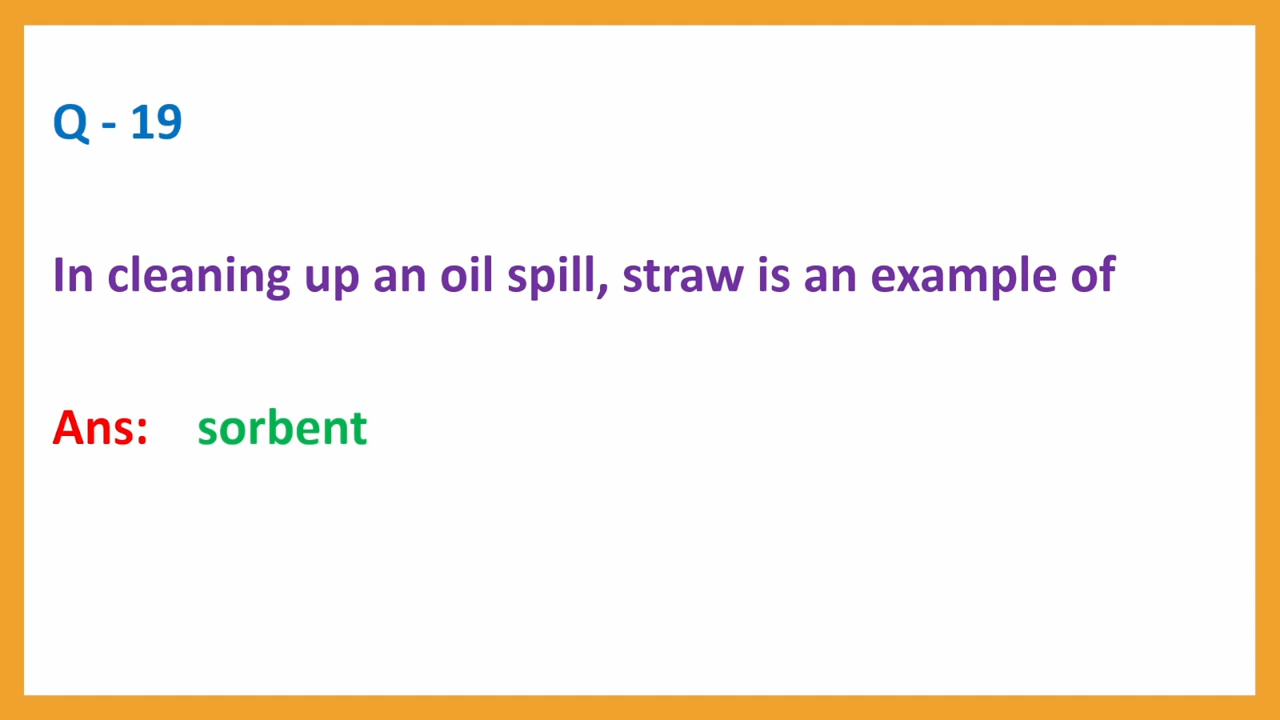 Q - 19
In cleaning up an oil spill, straw is an example of
Ans: sorbent